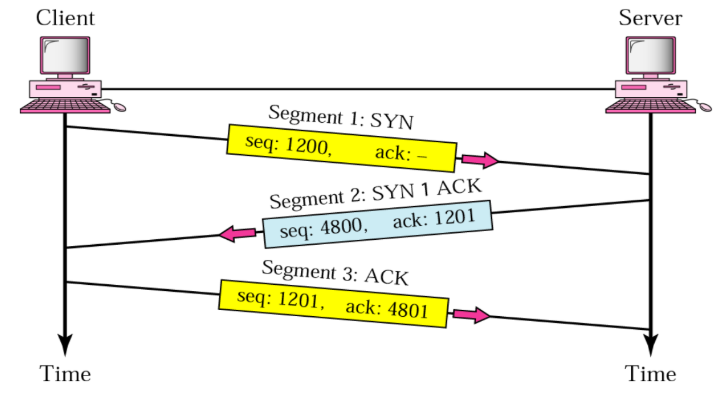 Client
Server
Segment 1: SYN
seq: 1200, ack: –
Segment 2: SYN 1 ACK
seq: 4800, ack: 1201
Segment 3: ACK
seq: 1201, ack: 4801
Time
Time